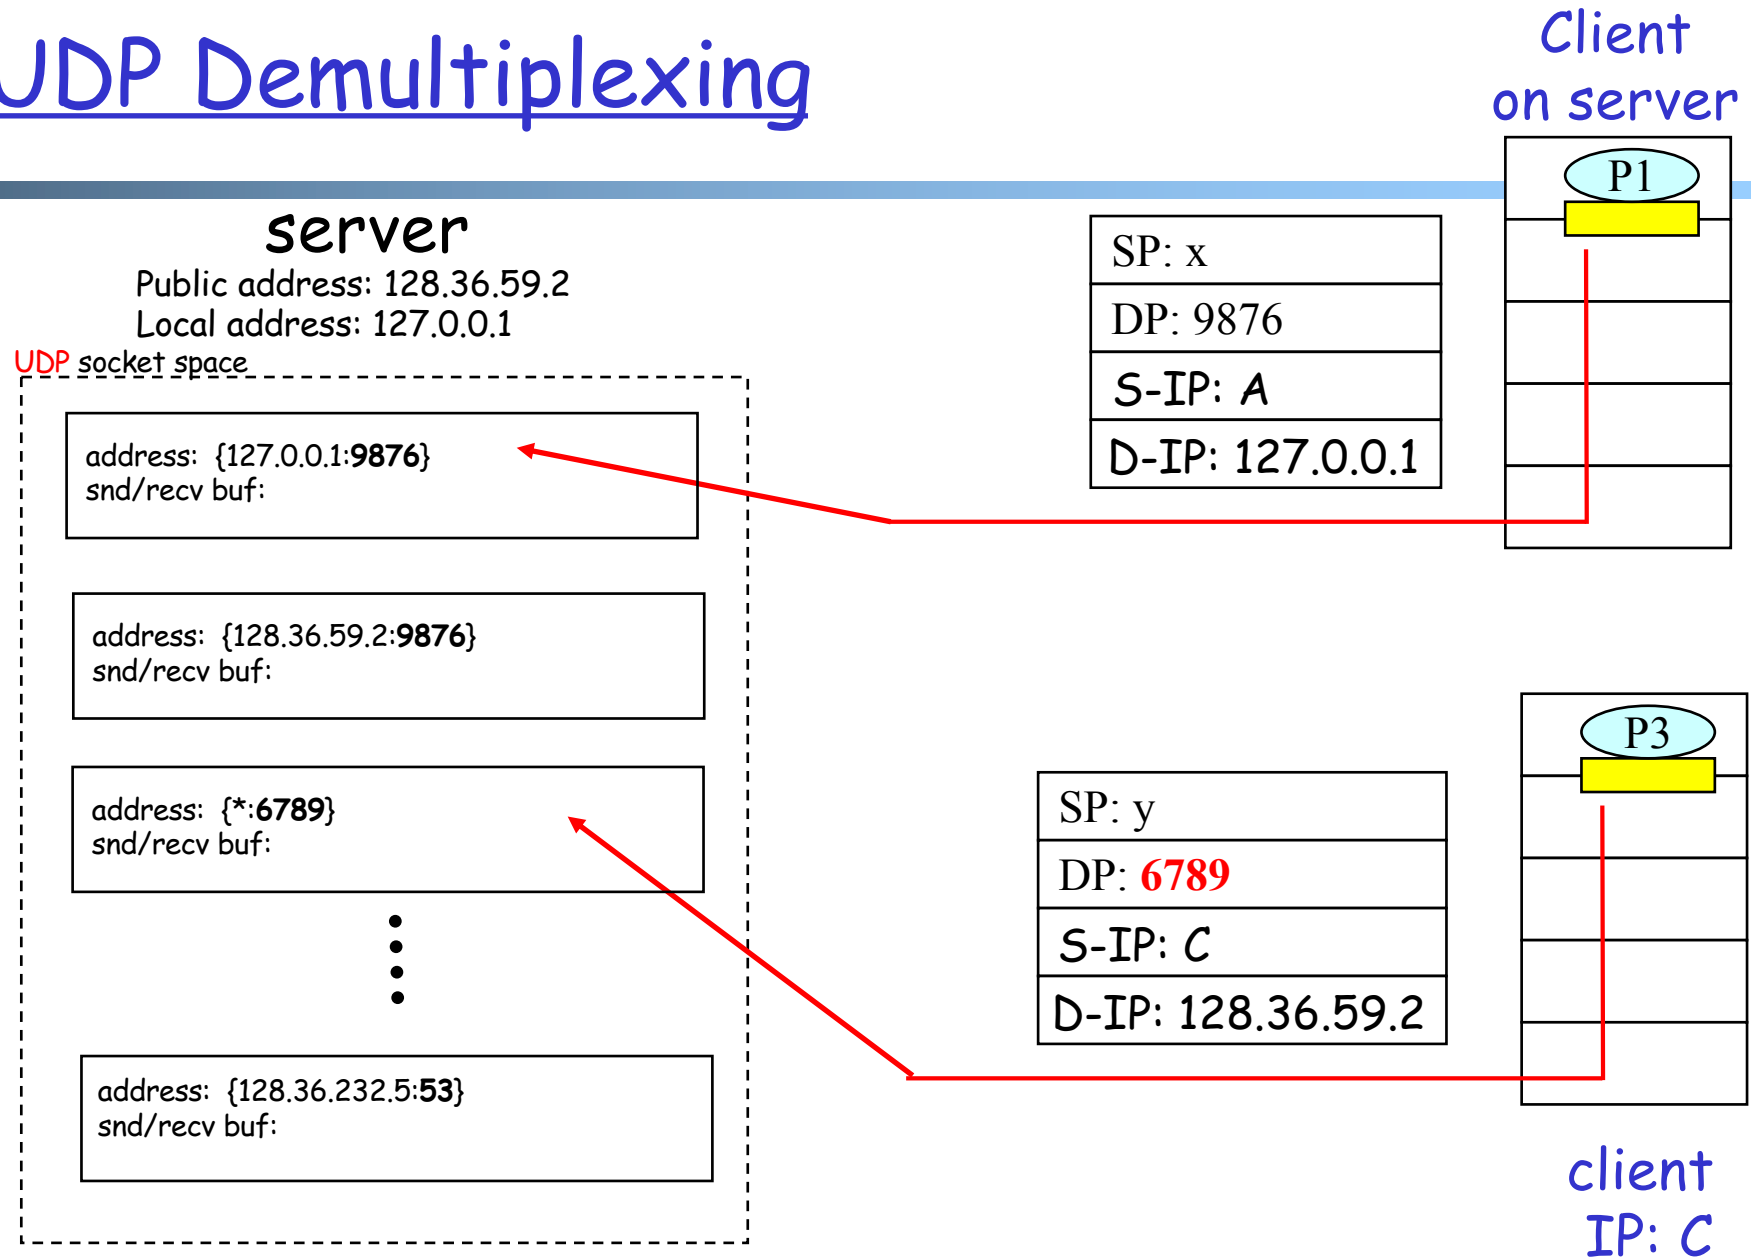 UDP Demultiplexing
Client
on server
P1
server
Public address: 128.36.59.2
Local address: 127.0.0.1
UDP socket space
address: {127.0.0.1:9876}
snd/recv buf:
address: {128.36.59.2:9876}
snd/recv buf:
address: {*:6789}
snd/recv buf:
address: {128.36.232.5:53}
snd/recv buf:
SP: x
DP: 9876
S-IP: A
D-IP: 127.0.0.1
P3
SP: y
DP: 6789
S-IP: C
D-IP: 128.36.59.2
client
IP: C